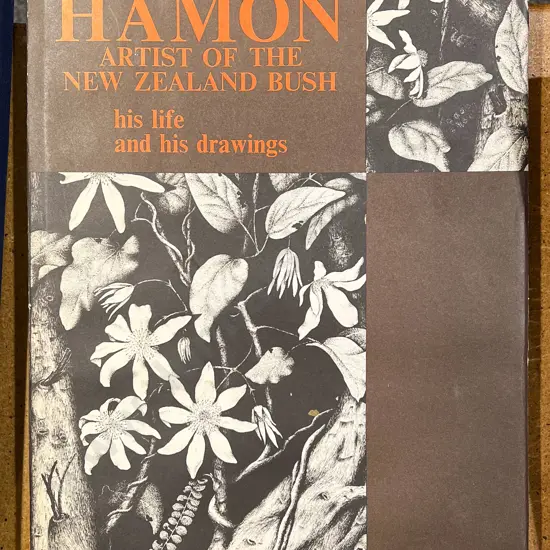 HAMON
ARTIST OF THE
NEW ZEALAND BUSH
his life
and his drawings